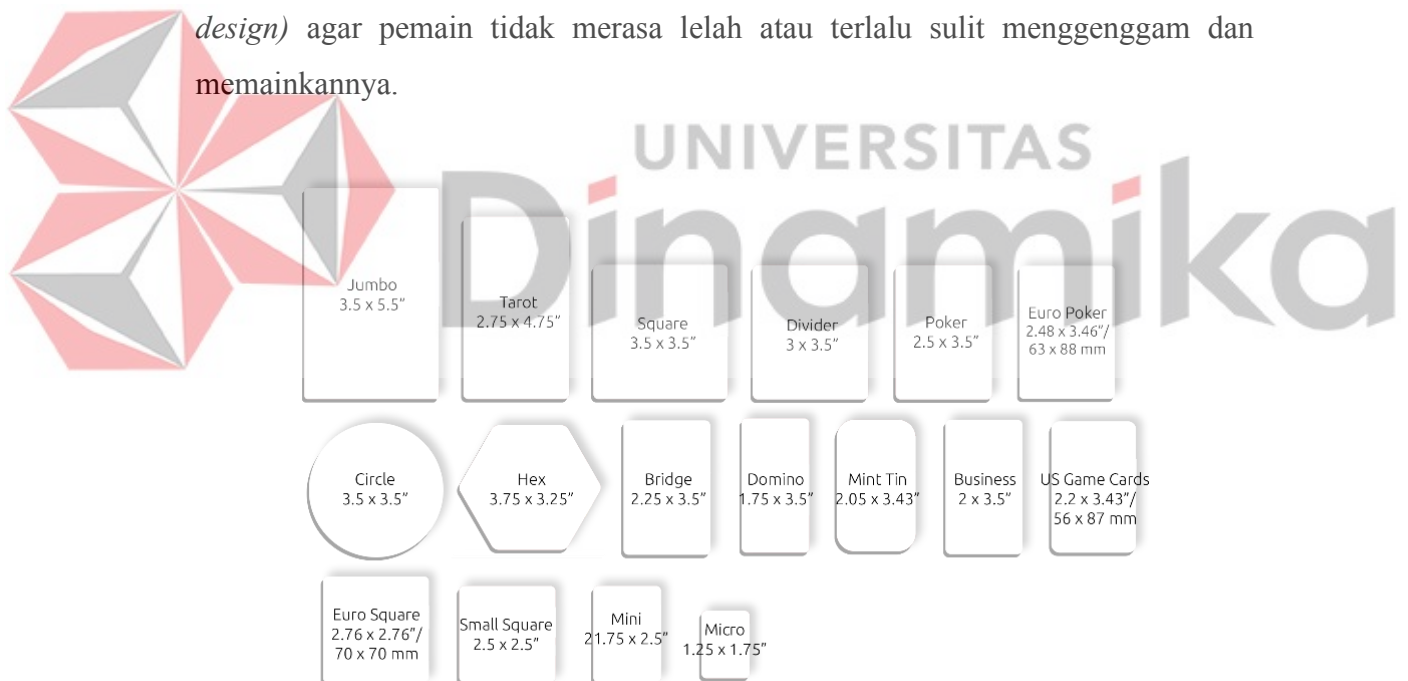 design) agar pemain tidak merasa lelah atau terlalu sulit menggenggam dan
memainkannya.
UNIVERSITAS
Dinamika
Jumbo
3.5 x 5.5"
Tarot
2.75 x 4.75"
Square
3.5 x 3.5"
Divider
3 x 3.5"
Poker
2.5 x 3.5"
Euro Poker
2.48 x 3.46"/
63 x 88 mm
Circle
3.5 x 3.5"
Hex
3.75 x 3.25"
Bridge
2.25 x 3.5"
Domino
1.75 x 3.5"
Mint Tin
2.05 x 3.43"
Business
2 x 3.5"
US Game Cards
2.2 x 3.43"/
56 x 87 mm
Euro Square
2.76 x 2.76"/
70 x 70 mm
Small Square
2.5 x 2.5"
Mini
21.75 x 2.5"
Micro
1.25 x 1.75"